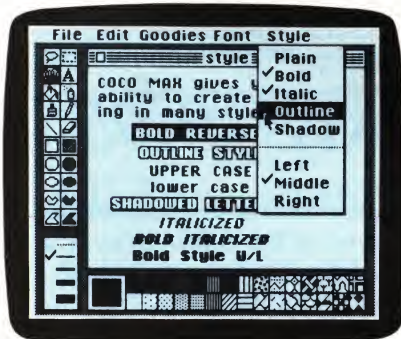 File Edit Goodies Font Style
style
COCO MAX gives
ability to create
ing in many style
BOLD REVERSE
OUTLINE STYL
UPPER CASE
lower case
SHADOWED LETTER
ITALICIZED
BOLD ITALICIZED
Bold Style U/L
Plain
Bold
Italic
Outline
Shadow
Left
Middle
Right